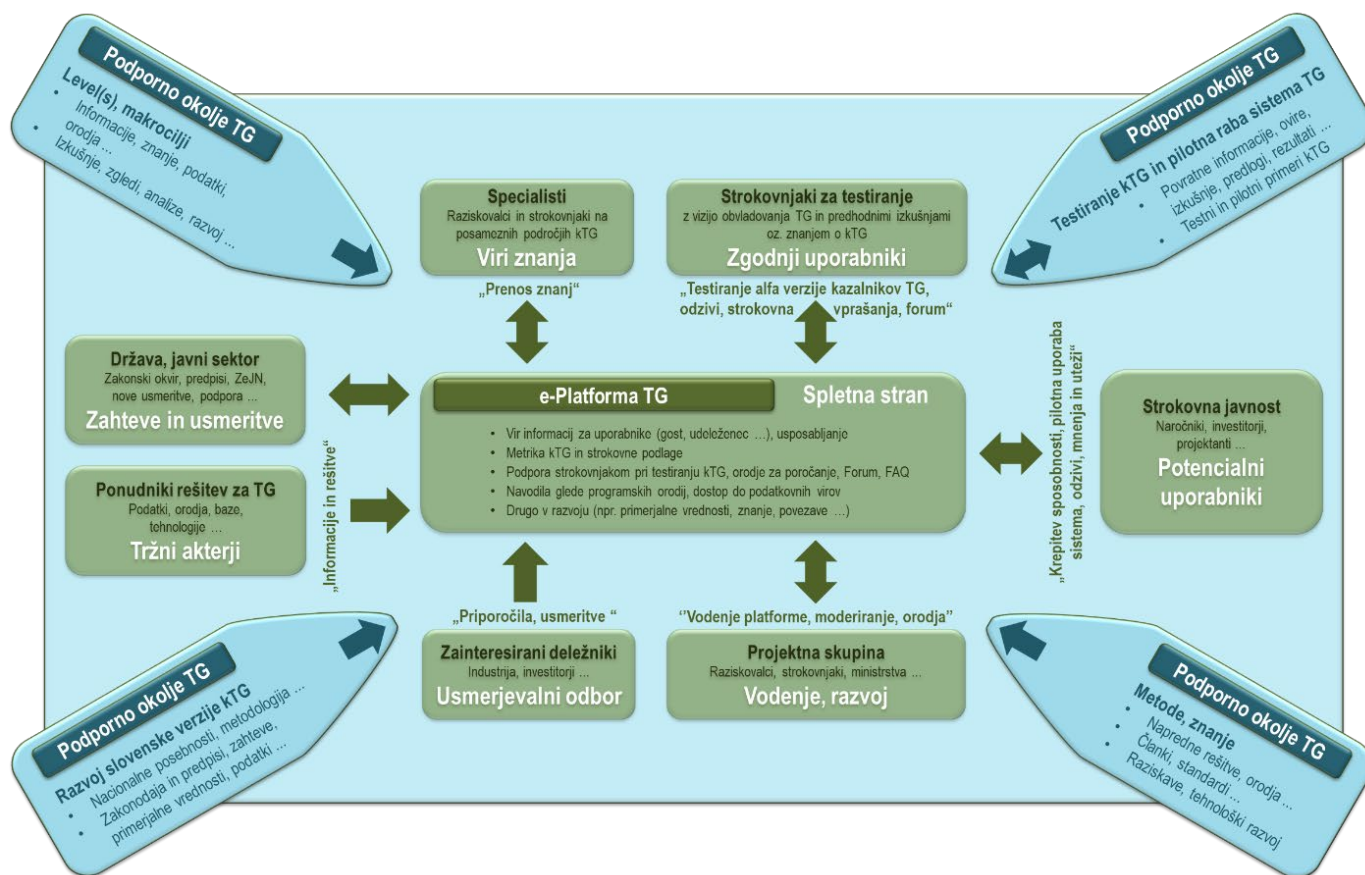 Podporno okolje TG
Level(s), makrocilji
• Informacije, znanje, podatki,
orodja ...
• Izkušnje, zgledi, analize, razvoj ...
Podporno okolje TG
Testiranje kTG in pilotna raba sistema TG
• Povratne informacije, ovire,
izkušnje, predlogi, rezultati ...
• Testni in pilotni primeri kTG
Specialisti
Raziskovalci in strokovnjaki na
posameznih področjih kTG
Viri znanja
„Prenos znanj“
Strokovnjaki za testiranje
z vizijo obvladovanja TG in predhodnimi izkušnjami
oz. znanjem o kTG
Zgodnji uporabniki
„Testiranje alfa verzije kazalnikov TG,
odzivi, strokovna vprašanja, forum“
Država, javni sektor
Zakonski okvir, predpisi, ZeJN,
nove usmeritve, podpora ...
Zahteve in usmeritve
Ponudniki rešitev za TG
Podatki, orodja, baze,
tehnologije ...
Tržni akterji
„Informacije in rešitve“
e-Platforma TG
Spletna stran
• Vir informacij za uporabnike (gost, udeleženec ...), usposabljanje
• Metrika kTG in strokovne podlage
• Podpora strokovnjakom pri testiranju kTG, orodje za poročanje, Forum, FAQ
• Navodila glede programskih orodij, dostop do podatkovnih virov
• Drugo v razvoju (npr. primerjalne vrednosti, znanje, povezave ...)
„Krepitev sposobnosti, pilotna uporaba
sistema, odzivi, mnenja in uteži“
Strokovna javnost
Naročniki, investitorji,
projektanti ...
Potencialni
uporabniki
„Priporočila, usmeritve “
Zainteresirani deležniki
Industrija, investitorji ...
Usmerjevalni odbor
‘’Vodenje platforme, moderiranje, orodja”
Projektna skupina
Raziskovalci, strokovnjaki, ministrstva ...
Vodenje, razvoj
Podporno okolje TG
Razvoj slovenske verzije kTG
• Nacionalne posebnosti, metodologija ...
• Zakonodaja in predpisi, zahteve,
• primerjalne vrednosti, podatki ...
Podporno okolje TG
Metode, znanje
• Napredne rešitve, orodja ...
• Članki, standardi ...
• Raziskave, tehnološki razvoj